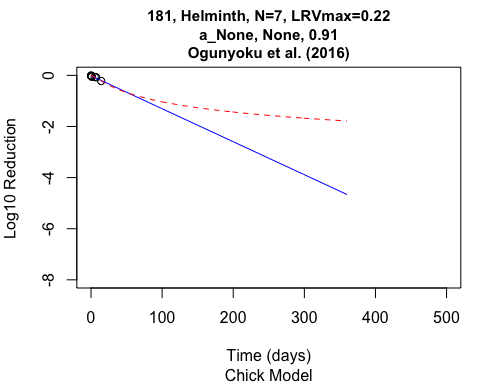 181, Helminth, N=7, LRVmax=0.22
a_None, None, 0.91
Ogunyoku et al. (2016)
0
-2
-4
-6
-8
Log10 Reduction
0 100 200 300 400 500
Time (days)
Chick Model